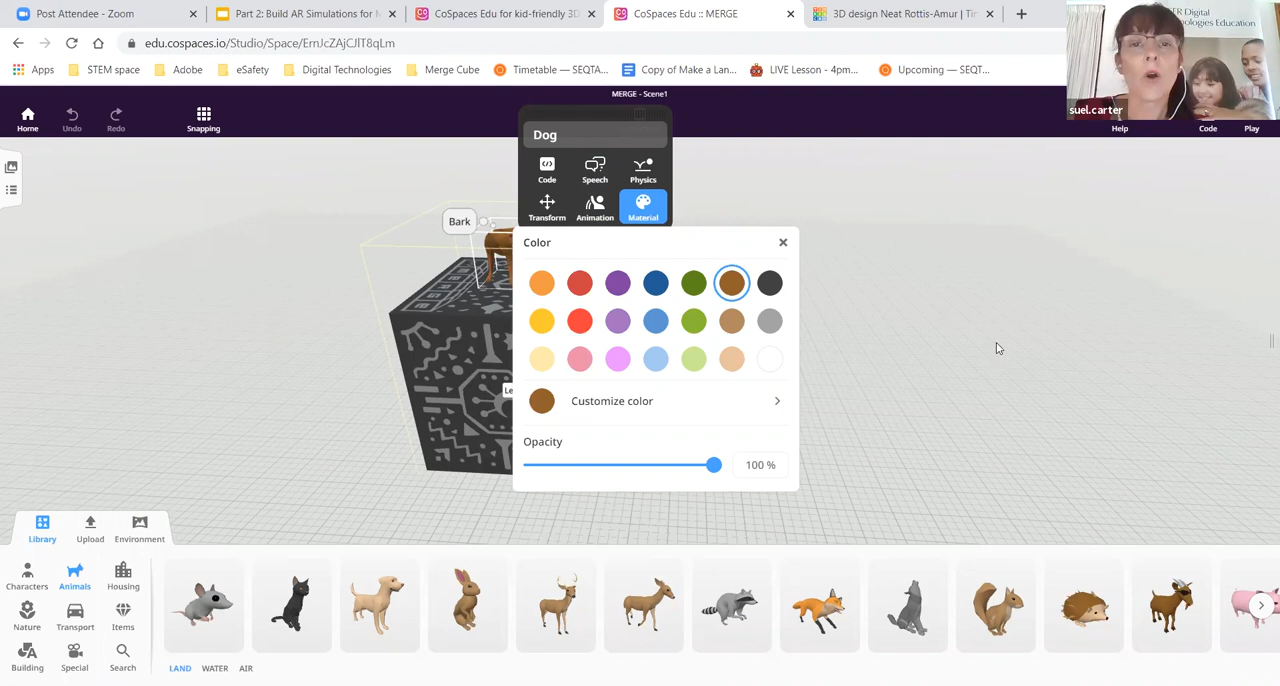 Post Attendee - Zoom
Part 2: Build AR Simulations for M
CoSpaces Edu for kid-friendly 3D
CoSpaces Edu :: MERGE
3D design Neat Rottis-Amur | Tin
edu.cospaces.io/Studio/Space/ErnJcZAjCJlT8qLm
Apps
STEM space
Adobe
eSafety
Digital Technologies
Merge Cube
Timetable — SEQTA...
Copy of Make a Lan...
LIVE Lesson - 4pm...
Upcoming — SEQT...
Digital
Technologies Education
suel.carter
MERGE - Scene1
Home
Undo
Redo
Snapping
Help
Code
Play
Dog
Code
Speech
Physics
Transform
Animation
Material
Bark
Color
Le
Customize color
Opacity
100 %
Library
Upload
Environment
Characters
Animals
Housing
Nature
Transport
Items
Building
Special
Search
LAND
WATER
AIR